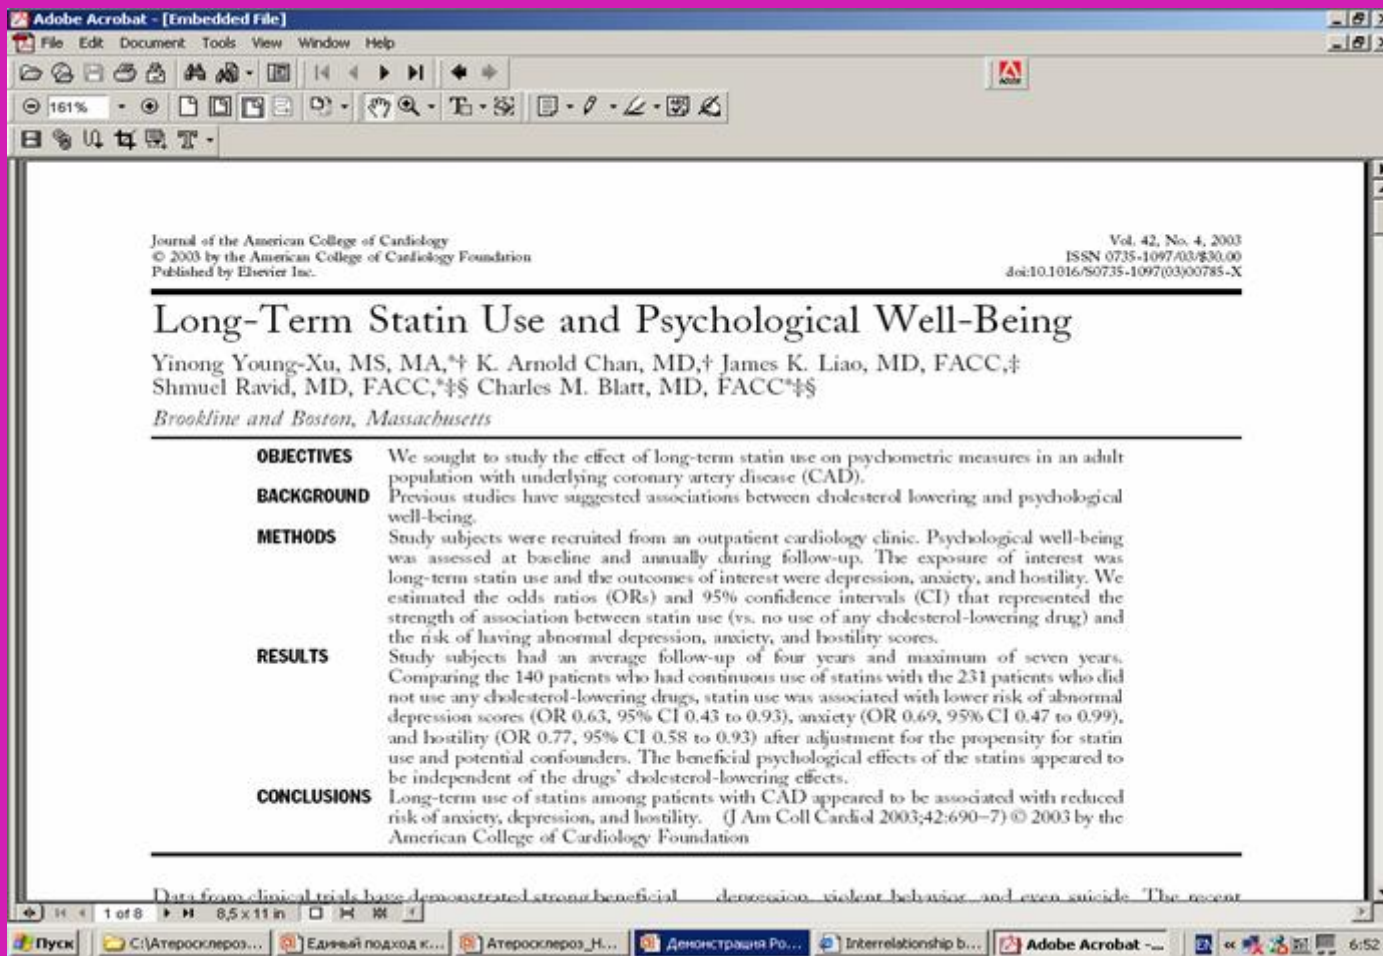 Adobe Acrobat - [Embedded File]
File Edit Document Tools View Window Help
161%
Journal of the American College of Cardiology
© 2003 by the American College of Cardiology Foundation
Published by Elsevier Inc.
Vol. 42, No. 4, 2003
ISSN 0735-1097/03/$30.00
doi:10.1016/S0735-1097(03)00785-X
Long-Term Statin Use and Psychological Well-Being
Yinong Young-Xu, MS, MA,*† K. Arnold Chan, MD,† James K. Liao, MD, FACC,‡
Shmuel Ravid, MD, FACC,*‡§ Charles M. Blatt, MD, FACC*‡§
Brookline and Boston, Massachusetts
OBJECTIVES We sought to study the effect of long-term statin use on psychometric measures in an adult
population with underlying coronary artery disease (CAD).
BACKGROUND Previous studies have suggested associations between cholesterol lowering and psychological
well-being.
METHODS Study subjects were recruited from an outpatient cardiology clinic. Psychological well-being
was assessed at baseline and annually during follow-up. The exposure of interest was
long-term statin use and the outcomes of interest were depression, anxiety, and hostility. We
estimated the odds ratios (ORs) and 95% confidence intervals (CI) that represented the
strength of association between statin use (vs. no use of any cholesterol-lowering drug) and
the risk of having abnormal depression, anxiety, and hostility scores.
RESULTS Study subjects had an average follow-up of four years and maximum of seven years.
Comparing the 140 patients who had continuous use of statins with the 231 patients who did
not use any cholesterol-lowering drugs, statin use was associated with lower risk of abnormal
depression scores (OR 0.63, 95% CI 0.43 to 0.93), anxiety (OR 0.69, 95% CI 0.47 to 0.99),
and hostility (OR 0.77, 95% CI 0.58 to 0.93) after adjustment for the propensity for statin
use and potential confounders. The beneficial psychological effects of the statins appeared to
be independent of the drugs' cholesterol-lowering effects.
CONCLUSIONS Long-term use of statins among patients with CAD appeared to be associated with reduced
risk of anxiety, depression, and hostility. (J Am Coll Cardiol 2003;42:690–7) © 2003 by the
American College of Cardiology Foundation
Data from clinical trials have demonstrated strong beneficial depression, violent behavior, and even suicide. The recent
1 of 8 8,5 x 11 in
Пуск C:\Атеросклероз... Единый подход к... Атеросклероз_Н... Демонстрация Po... Interrelationship b... Adobe Acrobat -... EN « 6:52